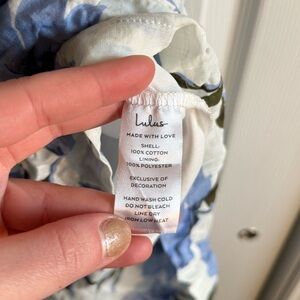 Lulus
MADE WITH LOVE
SHELL:
100% COTTON
LINING:
100% POLYESTER
EXCLUSIVE OF
DECORATION
HAND WASH COLD
DO NOT BLEACH
LINE DRY
IRON LOW HEAT